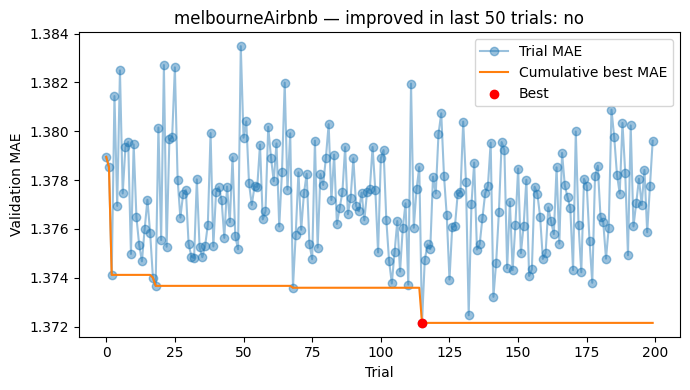 melbourneAirbnb — improved in last 50 trials: no
1.384
1.382
1.380
1.378
1.376
1.374
1.372
Validation MAE
Trial MAE
Cumulative best MAE
Best
0
25
50
75
100
125
150
175
200
Trial